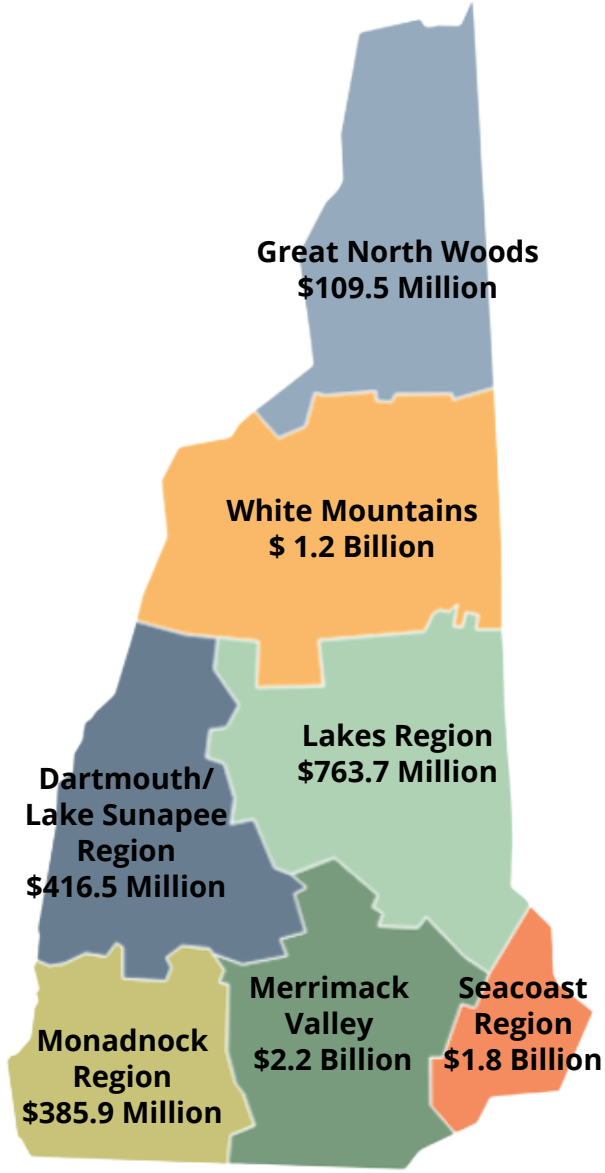 Great North Woods
$109.5 Million
White Mountains
$ 1.2 Billion
Lakes Region
$763.7 Million
Dartmouth/
Lake Sunapee
Region
$416.5 Million
Merrimack
Valley
$2.2 Billion
Seacoast
Region
$1.8 Billion
Monadnock
Region
$385.9 Million